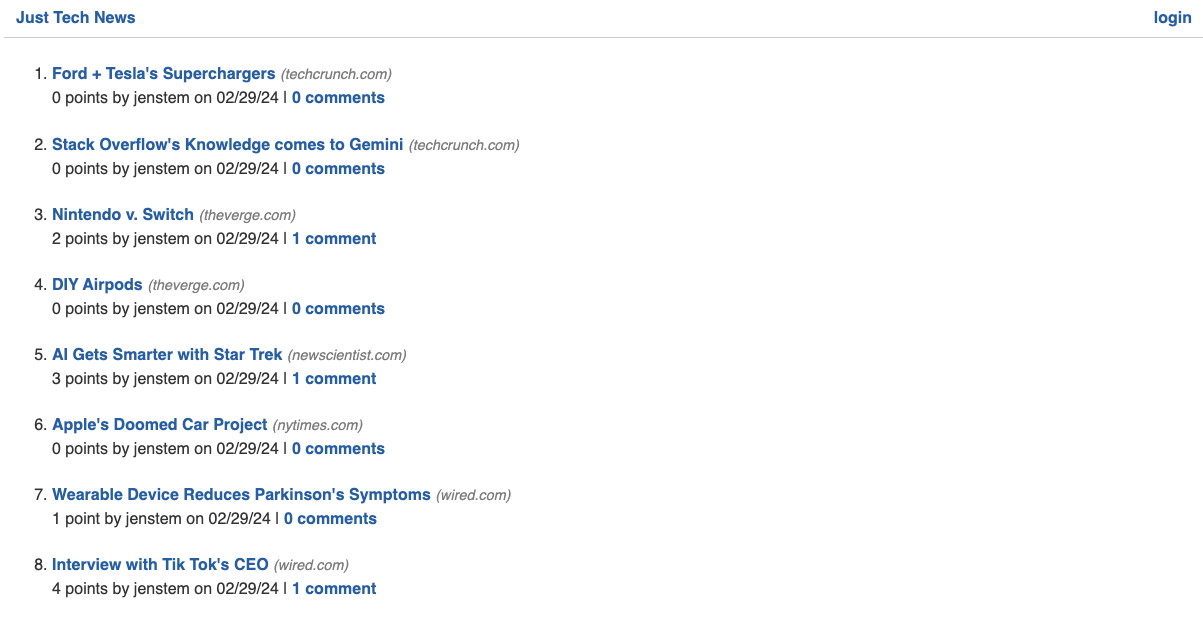 Just Tech News login
1. Ford + Tesla's Superchargers (techcrunch.com)
0 points by jenstem on 02/29/24 | 0 comments
2. Stack Overflow's Knowledge comes to Gemini (techcrunch.com)
0 points by jenstem on 02/29/24 | 0 comments
3. Nintendo v. Switch (theverge.com)
2 points by jenstem on 02/29/24 | 1 comment
4. DIY Airpods (theverge.com)
0 points by jenstem on 02/29/24 | 0 comments
5. AI Gets Smarter with Star Trek (newscientist.com)
3 points by jenstem on 02/29/24 | 1 comment
6. Apple's Doomed Car Project (nytimes.com)
0 points by jenstem on 02/29/24 | 0 comments
7. Wearable Device Reduces Parkinson's Symptoms (wired.com)
1 point by jenstem on 02/29/24 | 0 comments
8. Interview with Tik Tok's CEO (wired.com)
4 points by jenstem on 02/29/24 | 1 comment